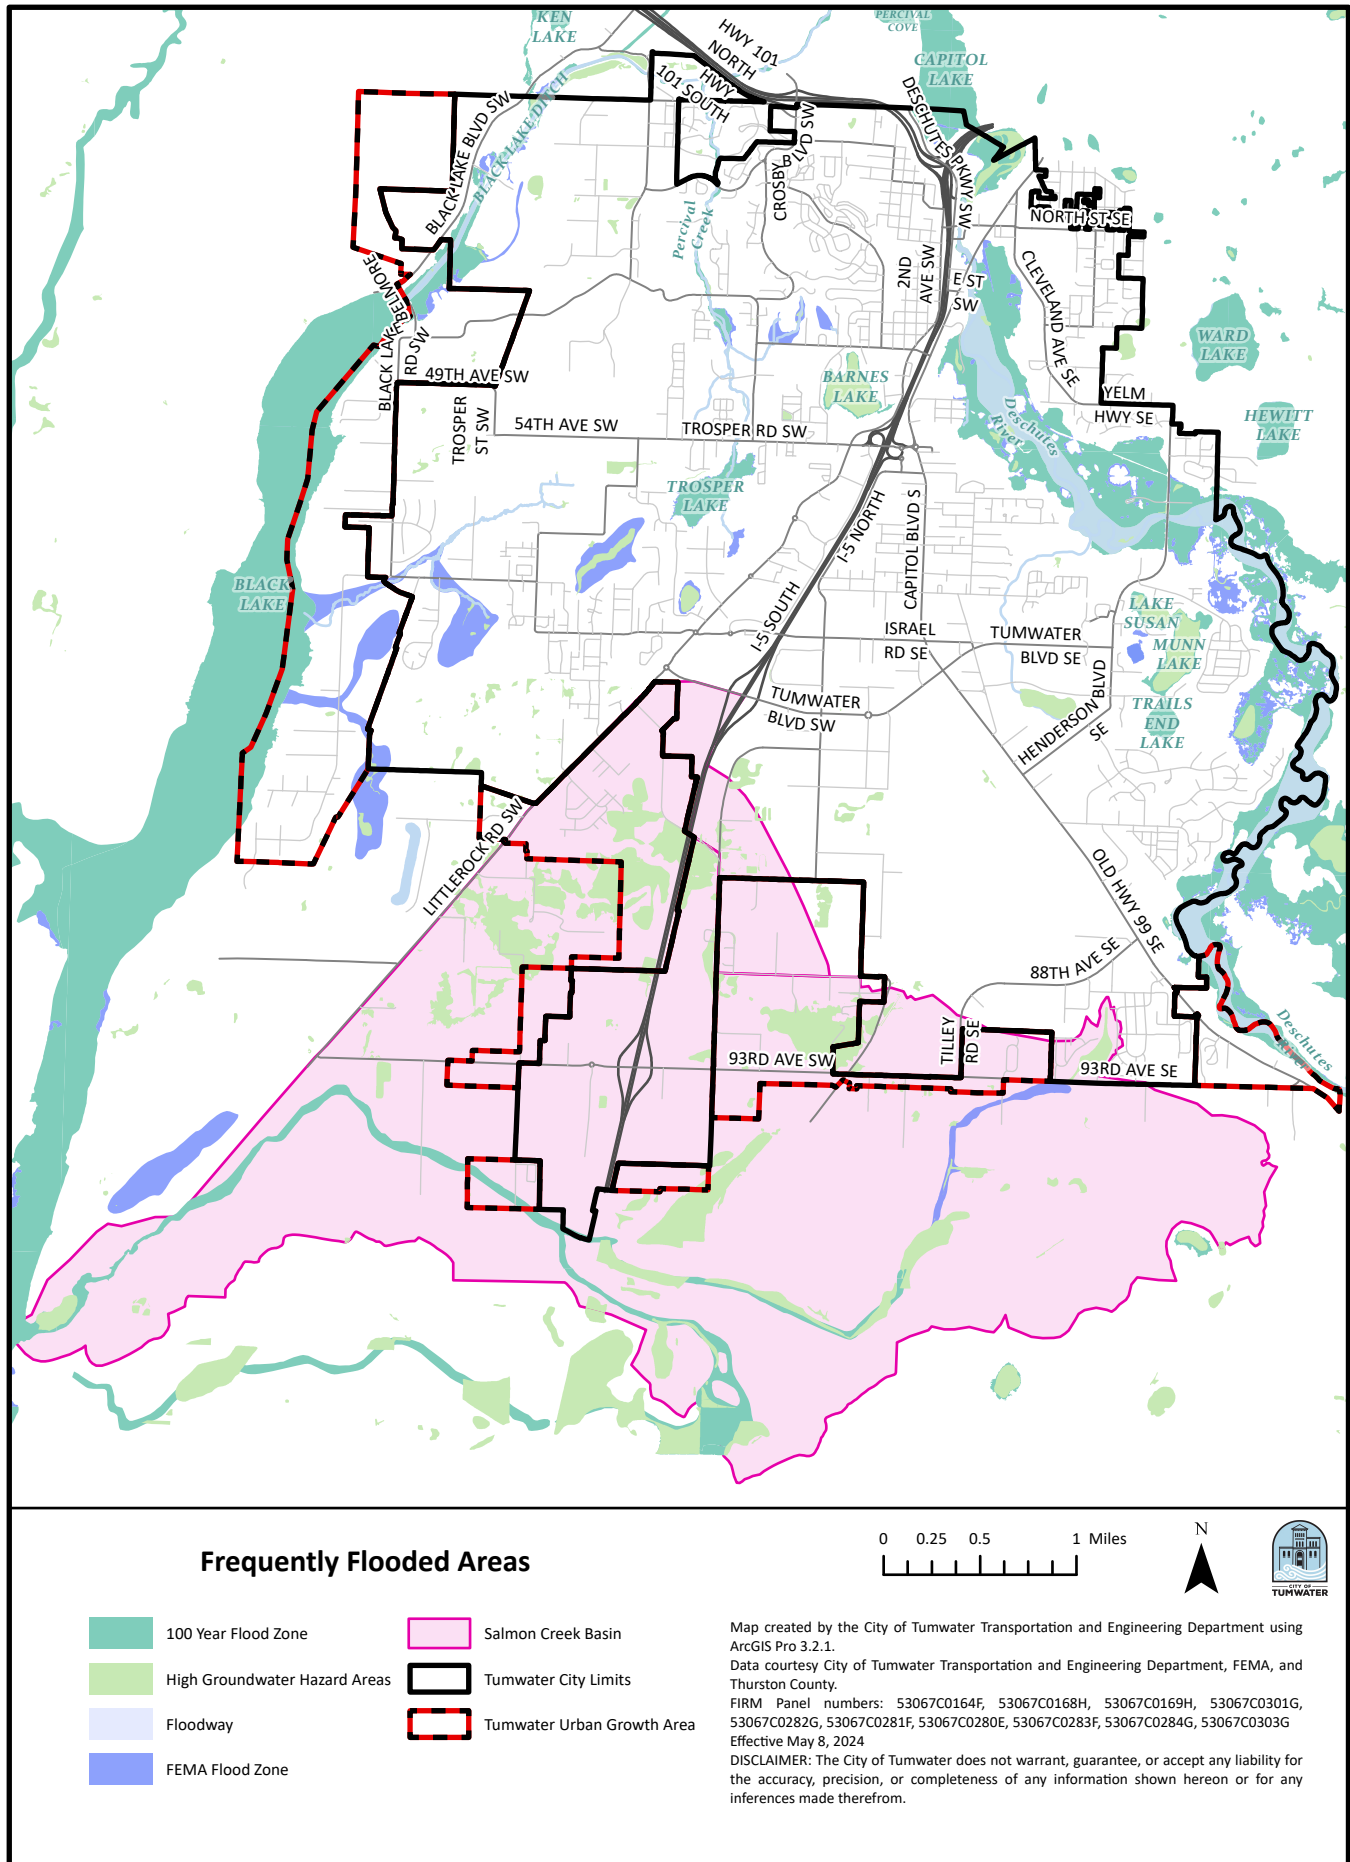 KEN
LAKE
HWY 101
NORTH
PERCIVAL
COVE
CAPITOL
LAKE
HWY
101 SOUTH
DESCHUTES PKWY SW
BLACK LAKE BLVD SW
BLACK LAKE DITCH
CROSBY BLVD SW
Percival
Creek
NORTH ST SE
2ND
AVE SW
E ST
SW
CLEVELAND AVE SE
BLACK LAKE BELMORE
RD SW
WARD
LAKE
49TH AVE SW
BARNES
LAKE
YELM
HWY SE
HEWITT
LAKE
TROSPER
ST SW
54TH AVE SW
TROSPER RD SW
Deschutes
River
TROSPER
LAKE
I-5 NORTH
CAPITOL BLVD S
BLACK
LAKE
I-5 SOUTH
ISRAEL
RD SE
TUMWATER
BLVD SE
LAKE
SUSAN
MUNN
LAKE
TRAILS
END
LAKE
TUMWATER
BLVD SW
HENDERSON BLVD
SE
LITTLEROCK RD SW
OLD HWY 99 SE
88TH AVE SE
TILLEY
RD SE
93RD AVE SW
93RD AVE SE
Deschutes
River
Frequently Flooded Areas
0 0.25 0.5 1 Miles
N
CITY OF
TUMWATER
100 Year Flood Zone
High Groundwater Hazard Areas
Floodway
FEMA Flood Zone
Salmon Creek Basin
Tumwater City Limits
Tumwater Urban Growth Area
Map created by the City of Tumwater Transportation and Engineering Department using
ArcGIS Pro 3.2.1.
Data courtesy City of Tumwater Transportation and Engineering Department, FEMA, and
Thurston County.
FIRM Panel numbers: 53067C0164F, 53067C0168H, 53067C0169H, 53067C0301G,
53067C0282G, 53067C0281F, 53067C0280E, 53067C0283F, 53067C0284G, 53067C0303G
Effective May 8, 2024
DISCLAIMER: The City of Tumwater does not warrant, guarantee, or accept any liability for
the accuracy, precision, or completeness of any information shown hereon or for any
inferences made therefrom.